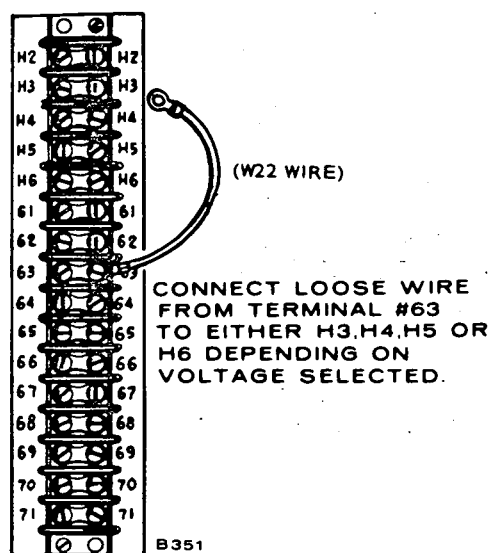 H2 H2
H3 H3
H4 H4
H5 H5
H6 H6
61 61
62 62
63 63
64 64
65 65
66 66
67 67
68 68
69 69
70 70
71 71
(W22 WIRE)
CONNECT LOOSE WIRE
FROM TERMINAL #63
TO EITHER H3,H4,H5 OR
H6 DEPENDING ON
VOLTAGE SELECTED.
B351